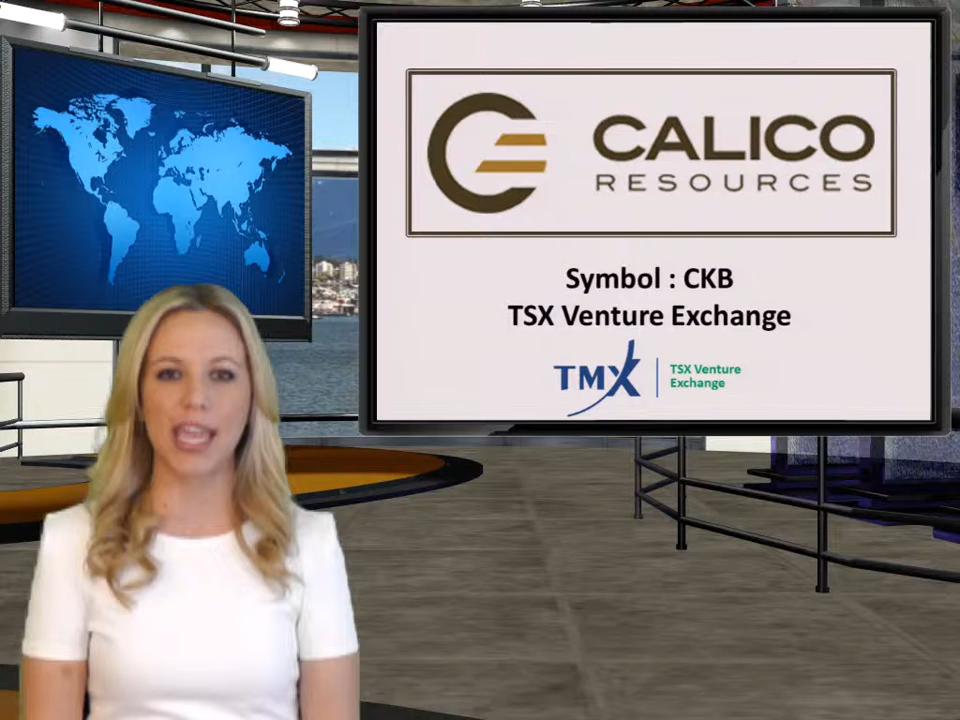 CALICO
RESOURCES
Symbol : CKB
TSX Venture Exchange
TMX
TSX Venture
Exchange